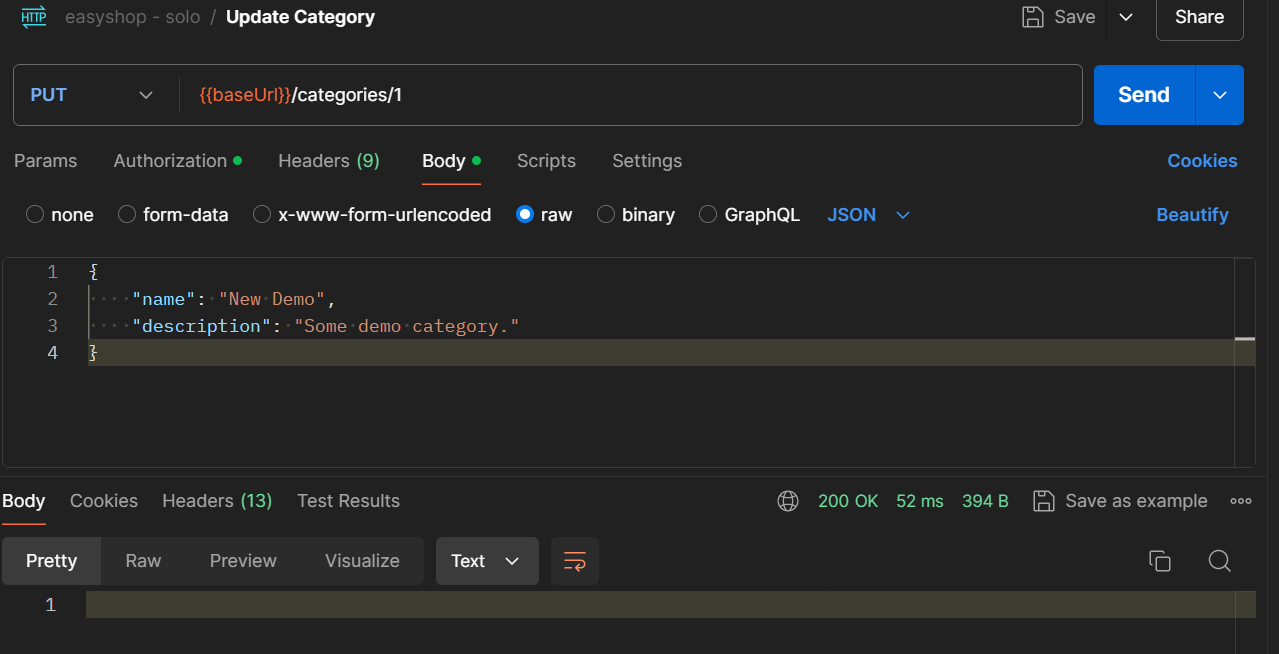 HTTP easyshop - solo / Update Category Save Share
PUT {{baseUrl}}/categories/1 Send
Params Authorization Headers (9) Body Scripts Settings Cookies
none form-data x-www-form-urlencoded raw binary GraphQL JSON Beautify
1 {
2 "name": "New Demo",
3 "description": "Some demo category."
4 }
Body Cookies Headers (13) Test Results 200 OK 52 ms 394 B Save as example
Pretty Raw Preview Visualize Text
1